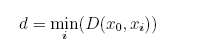 d = \min_{i}(D(x_0, x_i))